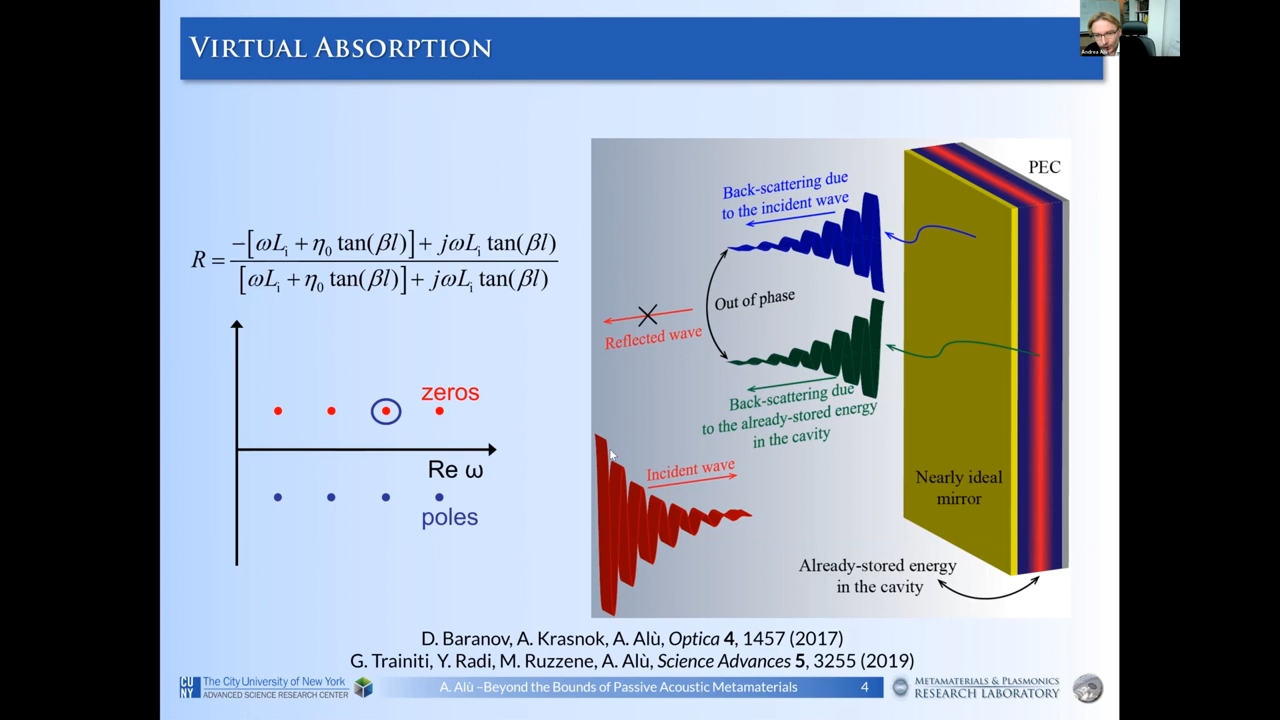 VIRTUAL ABSORPTION
Andrea Alù
PEC
Back-scattering due
to the incident wave
R = −[ωLᵢ + η₀ tan(βl)] + jωLᵢ tan(βl) / [ωLᵢ + η₀ tan(βl)] + jωLᵢ tan(βl)
Out of phase
Reflected wave
zeros
Back-scattering due
to the already-stored energy
in the cavity
Re ω
Incident wave
Nearly ideal
mirror
poles
Already-stored energy
in the cavity
D. Baranov, A. Krasnok, A. Alù, Optica 4, 1457 (2017)
G. Trainiti, Y. Radi, M. Ruzzene, A. Alù, Science Advances 5, 3255 (2019)
CU
NY
The City University of New York
ADVANCED SCIENCE RESEARCH CENTER
A. Alù –Beyond the Bounds of Passive Acoustic Metamaterials
4
METAMATERIALS & PLASMONICS
RESEARCH LABORATORY